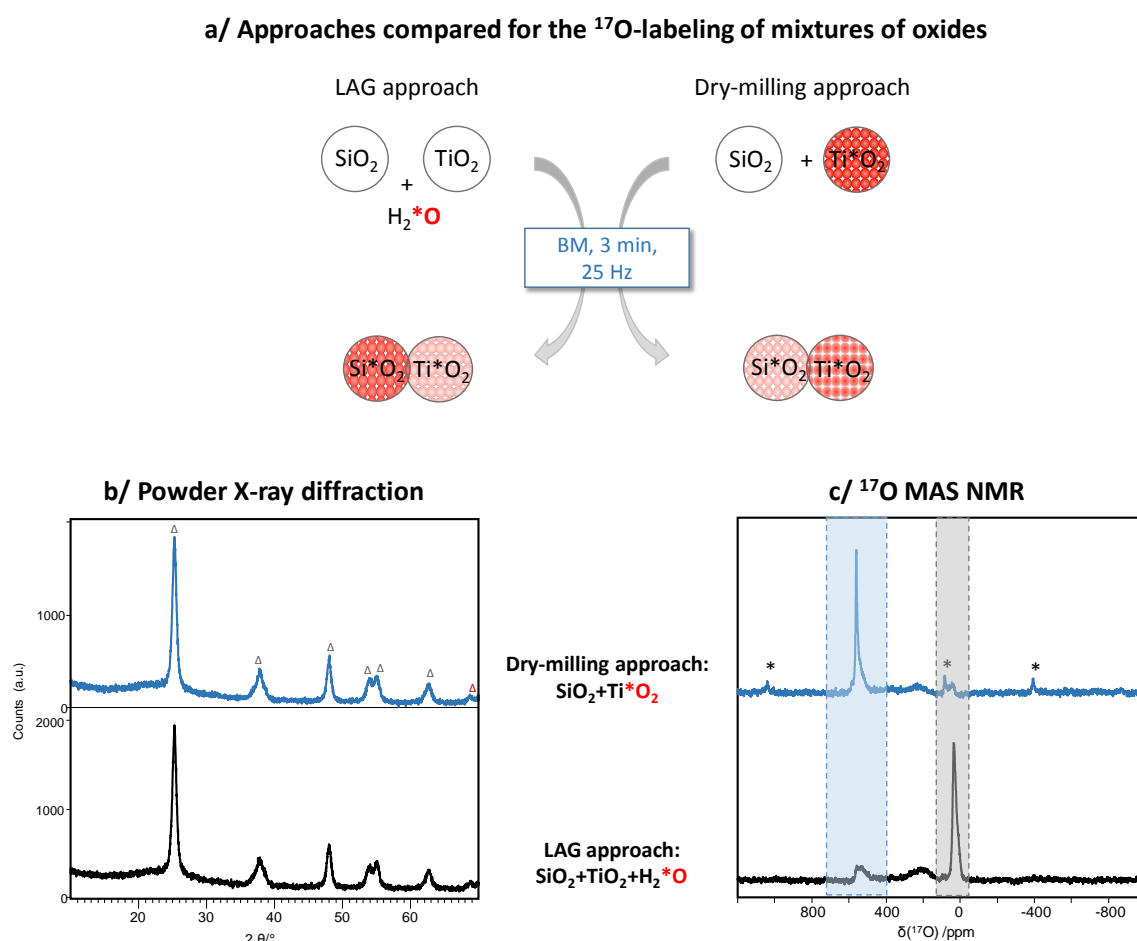 a/ Approaches compared for the ¹⁷O-labeling of mixtures of oxides
LAG approach
Dry-milling approach
SiO₂
TiO₂
+
H₂*O
SiO₂
+
Ti*O₂
BM, 3 min,
25 Hz
Si*O₂
Ti*O₂
Si*O₂
Ti*O₂
b/ Powder X-ray diffraction
c/ ¹⁷O MAS NMR
Δ
Δ
Δ
Δ
Δ
Δ
Δ
1000
0
2000
1000
0
Counts (a.u.)
20
30
40
50
60
2 θ/°
Dry-milling approach:
SiO₂+Ti*O₂
LAG approach:
SiO₂+TiO₂+H₂*O
*
*
*
800
400
0
-400
-800
δ(¹⁷O) /ppm